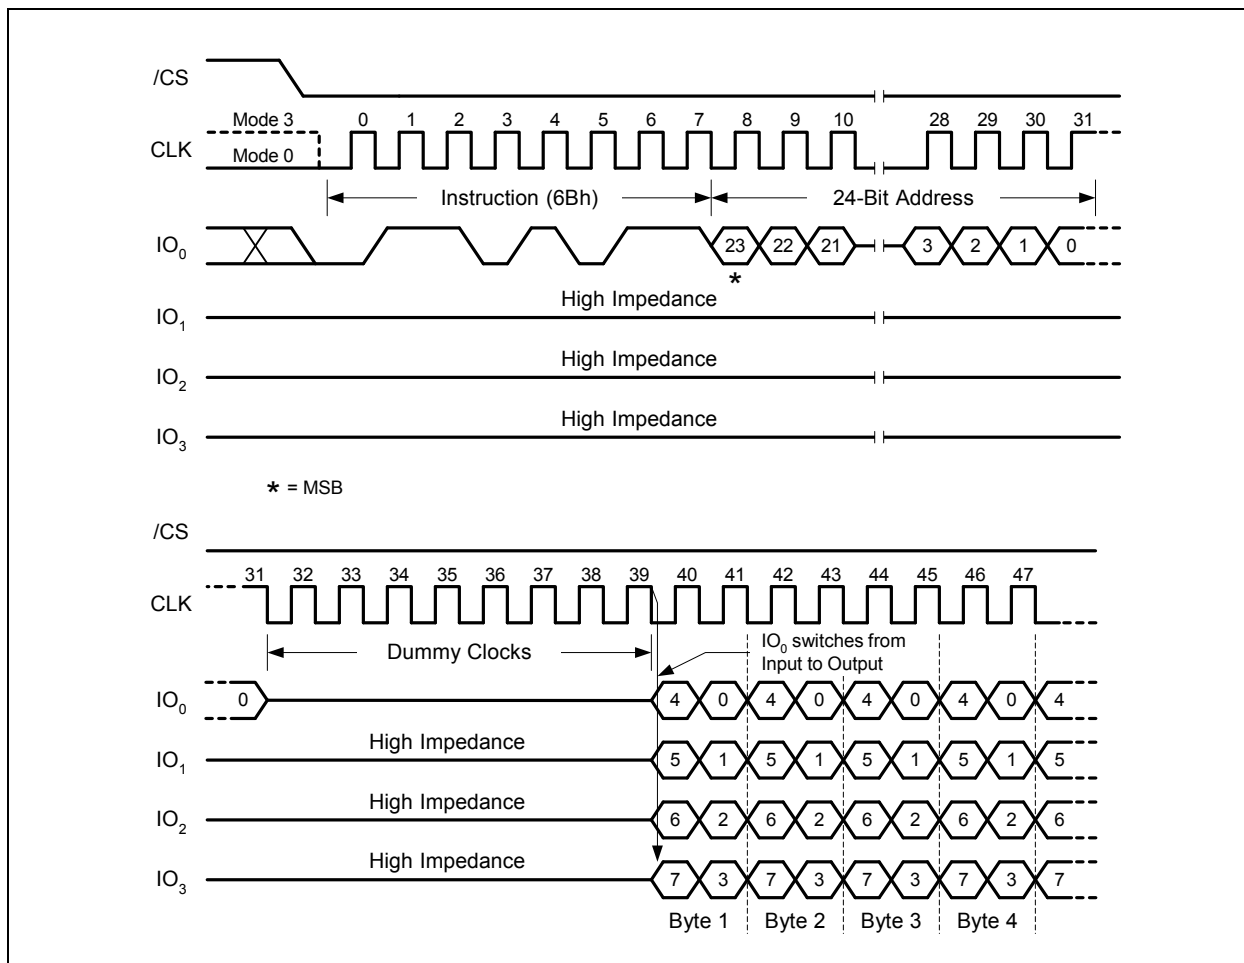 /CS
Mode 3 0 1 2 3 4 5 6 7 8 9 10 28 29 30 31
CLK
Mode 0
Instruction (6Bh) 24-Bit Address
IO0 23 22 21 3 2 1 0
*
High Impedance
IO1
High Impedance
IO2
High Impedance
IO3
* = MSB
/CS
31 32 33 34 35 36 37 38 39 40 41 42 43 44 45 46 47
CLK
Dummy Clocks
IO0 switches from
Input to Output
IO0 0 4 0 4 0 4 0 4 0 4
High Impedance
IO1 5 1 5 1 5 1 5 1 5
High Impedance
IO2 6 2 6 2 6 2 6 2 6
High Impedance
IO3 7 3 7 3 7 3 7 3 7
Byte 1 Byte 2 Byte 3 Byte 4